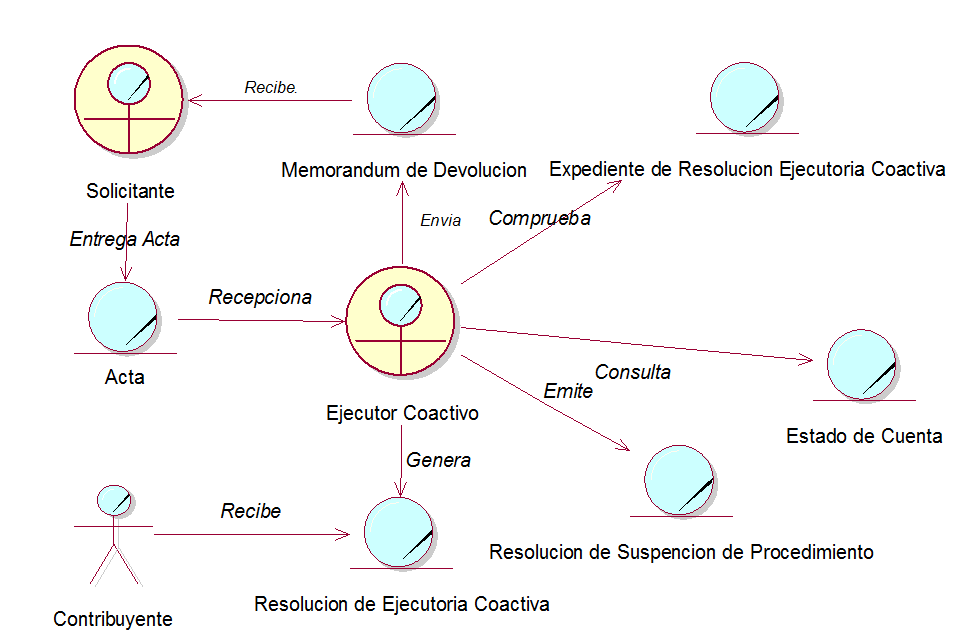 Recibe.
Solicitante
Memorandum de Devolucion
Expediente de Resolucion Ejecutoria Coactiva
Envia
Comprueba
Entrega Acta
Recepciona
Acta
Consulta
Emite
Ejecutor Coactivo
Estado de Cuenta
Genera
Recibe
Resolucion de Suspencion de Procedimiento
Resolucion de Ejecutoria Coactiva
Contribuyente